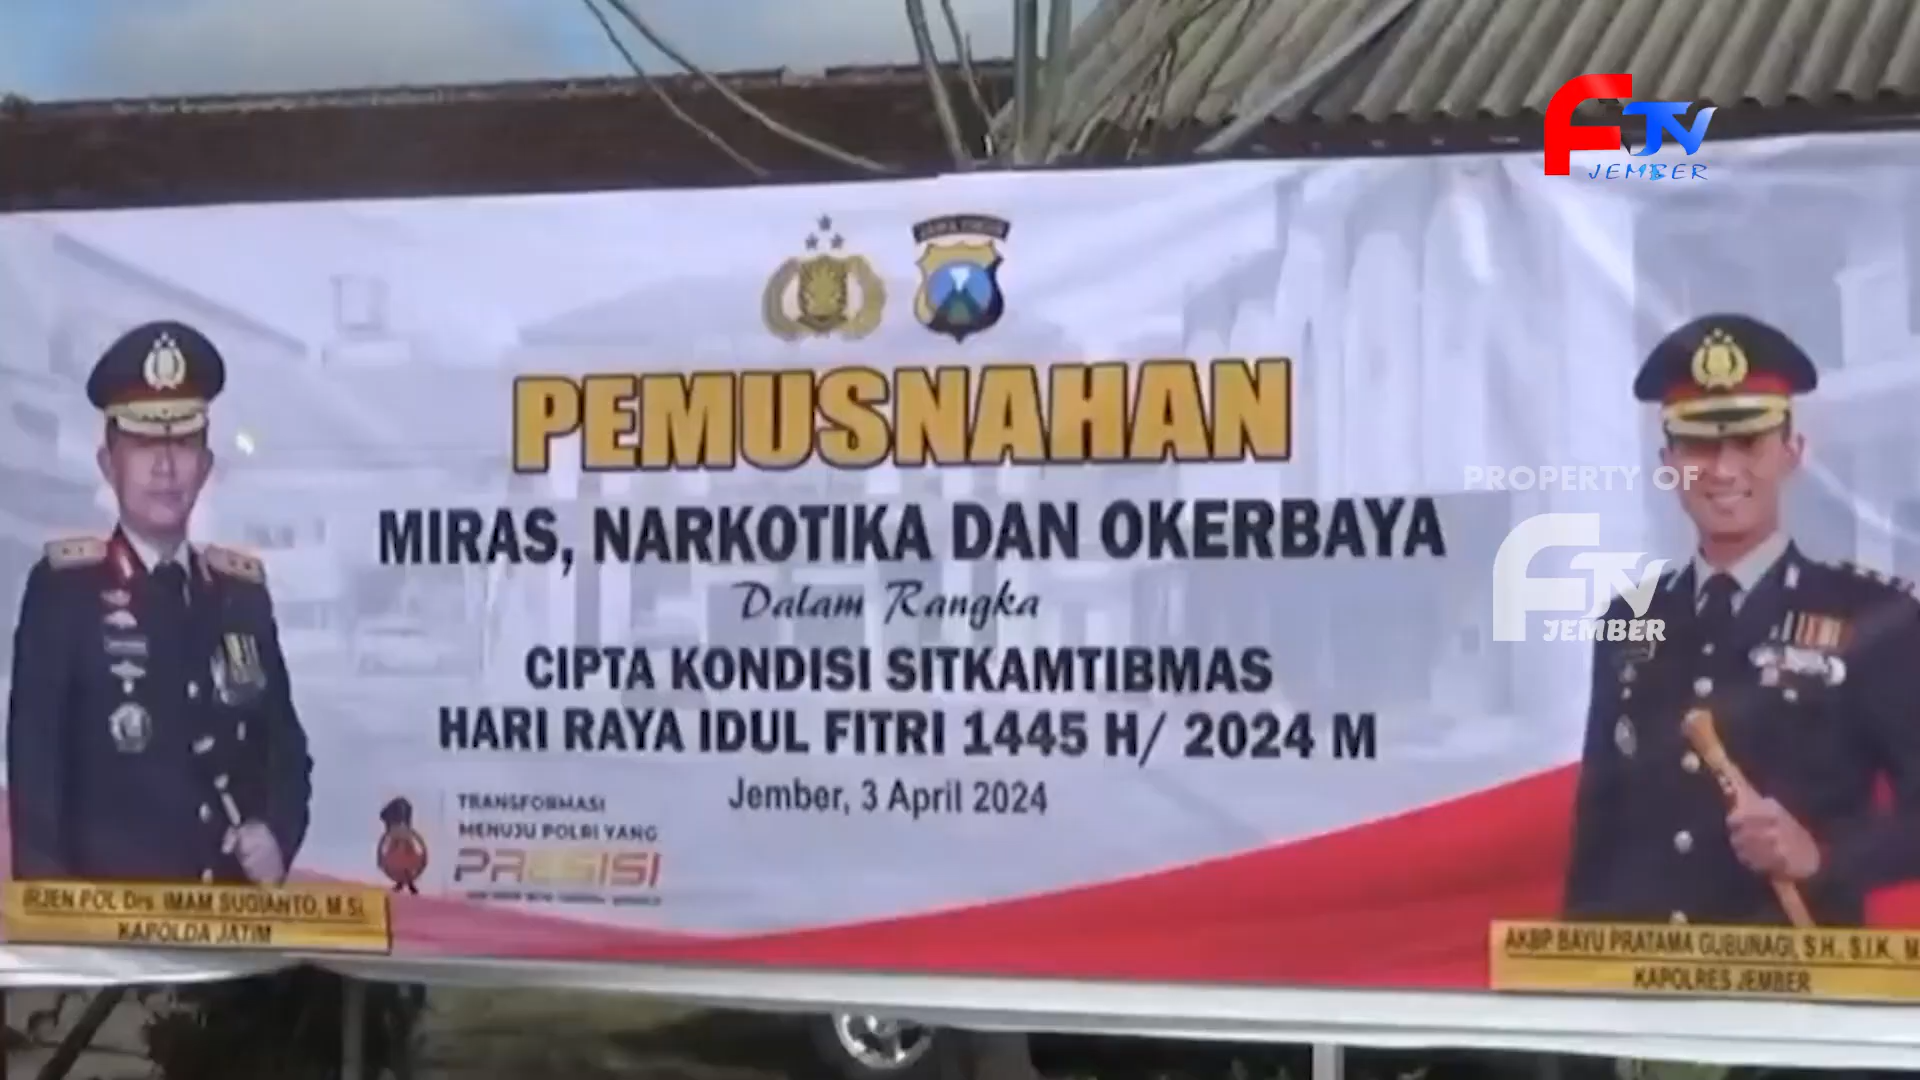 FTV
JEMBER
JAWA TIMUR
PEMUSNAHAN
MIRAS, NARKOTIKA DAN OKERBAYA
Dalam Rangka
CIPTA KONDISI SITKAMTIBMAS
HARI RAYA IDUL FITRI 1445 H/ 2024 M
Jember, 3 April 2024
TRANSFORMASI
MENUJU POLRI YANG
PRESISI
IRJEN POL Drs. IMAM SUGIANTO, M.Si.
KAPOLDA JATIM
PROPERTY OF
FTV
JEMBER
AKBP BAYU PRATAMA GUBUNAGI, S.H., S.I.K,
KAPOLRES JEMBER